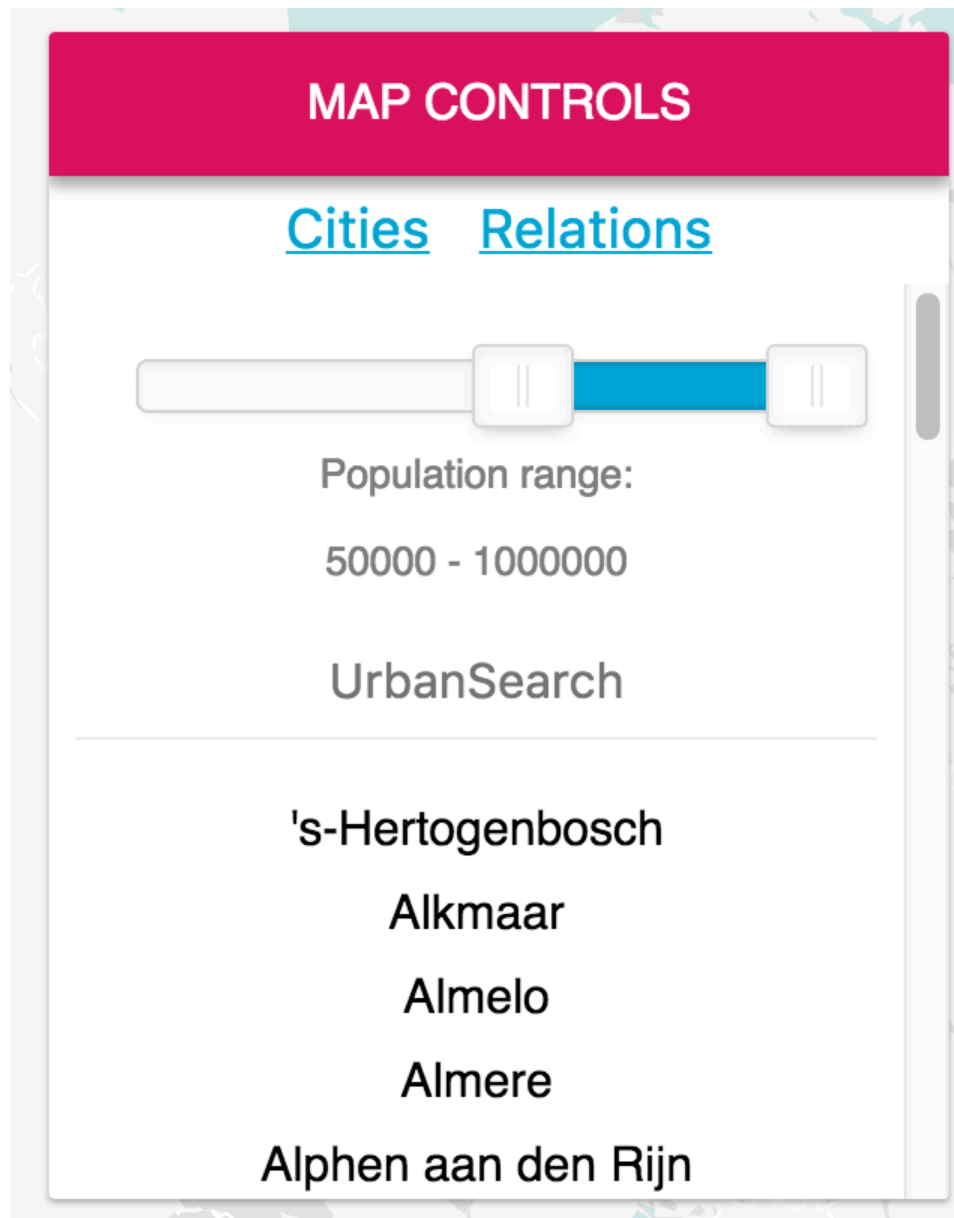 MAP CONTROLS
Cities Relations
Population range:
50000 - 1000000
UrbanSearch
's-Hertogenbosch
Alkmaar
Almelo
Almere
Alphen aan den Rijn